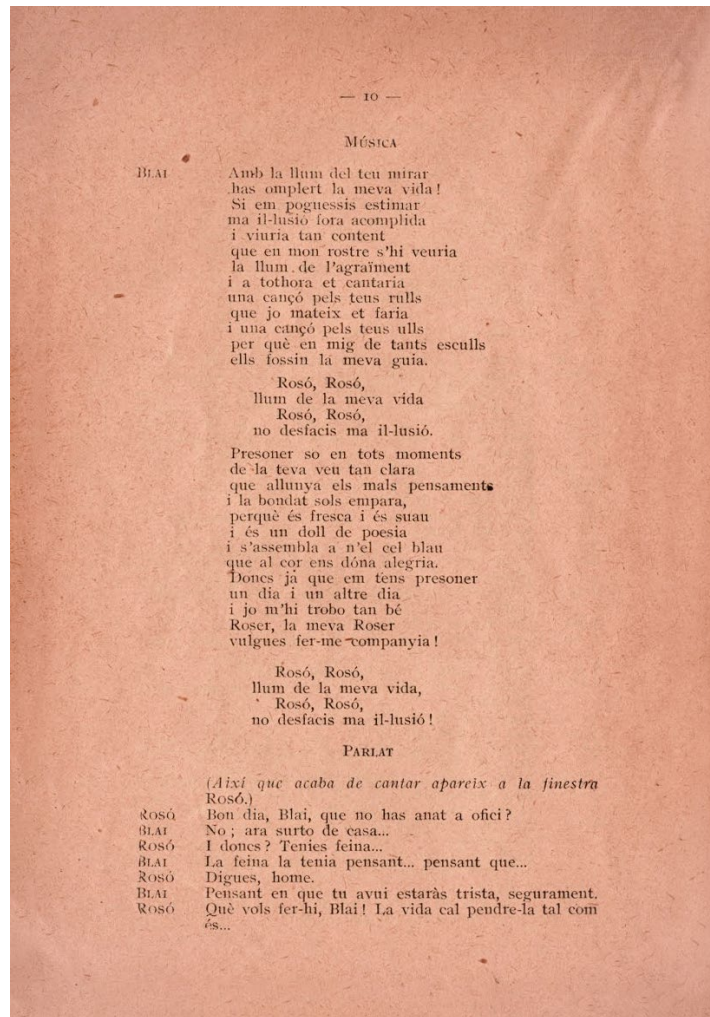 — 10 —
MÚSICA
BLAI Amb la llum del teu mirar
has omplert la meva vida!
Si em poguessis estimar
ma il-lusió fora acomplida
i viuria tan content
que en mon rostre s'hi veuria
la llum de l'agraïment
i a tothora et cantaria
una cançó pels teus rulls
que jo mateix et faria
i una cançó pels teus ulls
per què en mig de tants esculls
ells fossin la meva guia.
Rosó, Rosó,
llum de la meva vida
Rosó, Rosó,
no desfacis ma il-lusió.
Presoner so en tots moments
de la teva veu tan clara
que allunya els mals pensaments
i la bondat sols empara,
perquè és fresca i és suau
i és un doll de poesia
i s'assembla a n'el cel blau
que al cor ens dóna alegria.
Doncs jà que em tens presoner
un dia i un altre dia
i jo m'hi trobo tan bé
Roser, la meva Roser
vulgues fer-me companyia!
Rosó, Rosó,
llum de la meva vida,
Rosó, Rosó,
no desfacis ma il-lusió!
PARLAT
(Així que acaba de cantar apareix a la finestra
Rosó.)
ROSÓ Bon dia, Blai, que no has anat a ofici?
BLAI No; ara surto de casa...
ROSÓ I doncs? Tenies feina...
BLAI La feina la tenia pensant... pensant que...
ROSÓ Digues, home.
BLAI Pensant en que tu avui estaràs trista, segurament.
ROSÓ Què vols fer-hi, Blai! La vida cal pendre-la tal com
és...